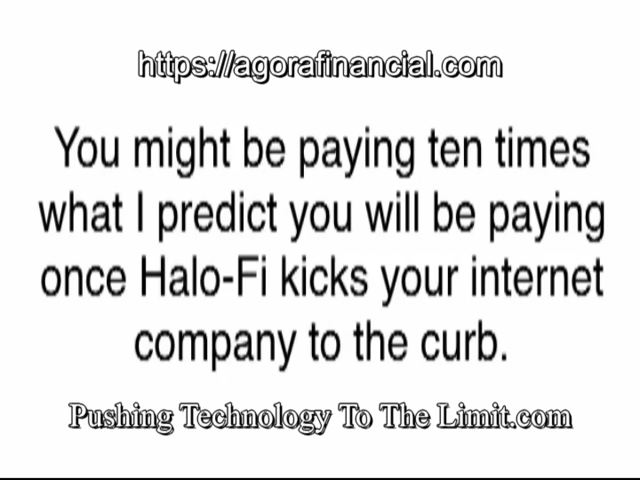 https://agorafinancial.com
You might be paying ten times
what I predict you will be paying
once Halo-Fi kicks your internet
company to the curb.
Pushing Technology To The Limit.com